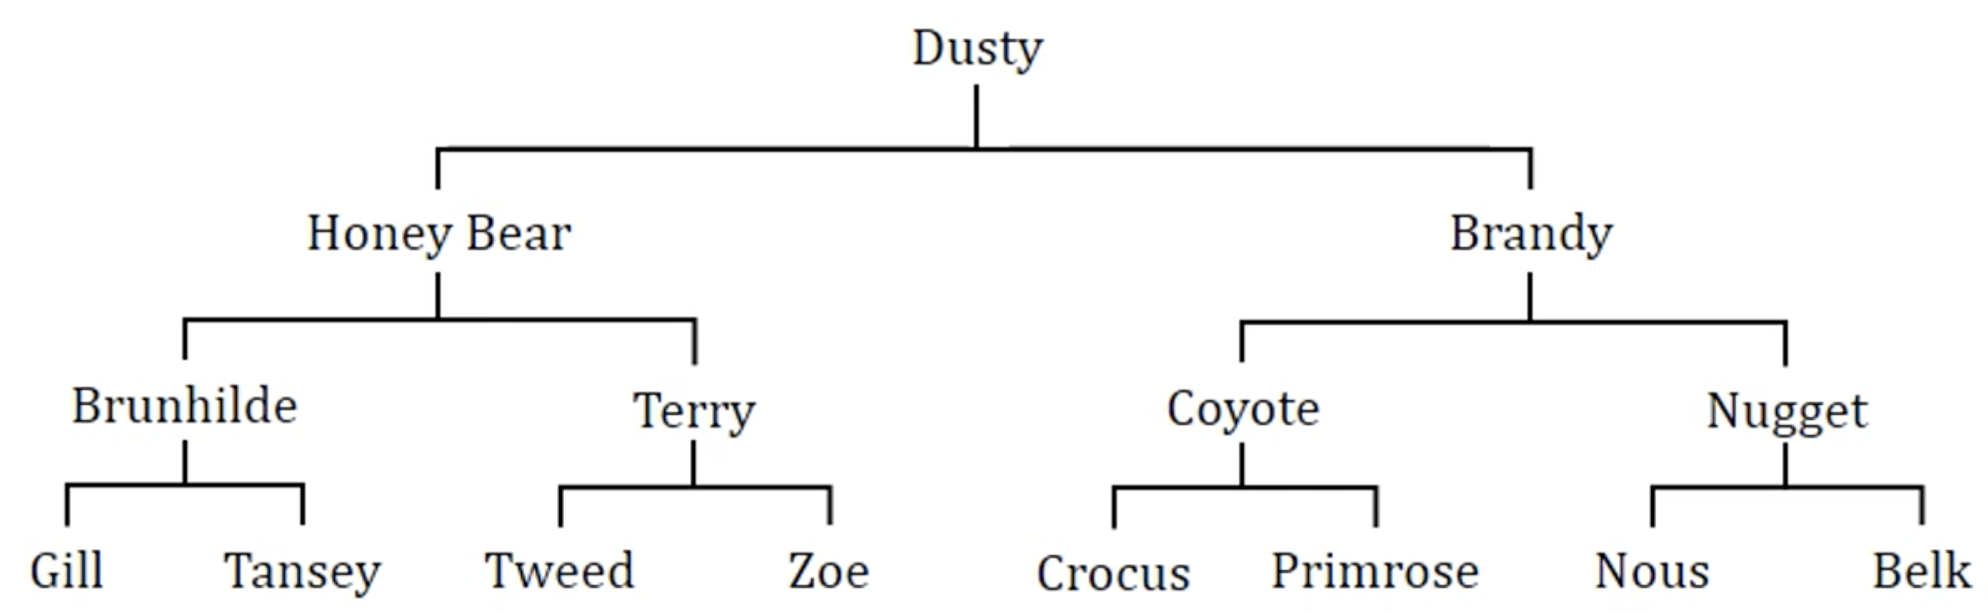 Dusty
Honey Bear Brandy
Brunhilde Terry Coyote Nugget
Gill Tansey Tweed Zoe Crocus Primrose Nous Belk